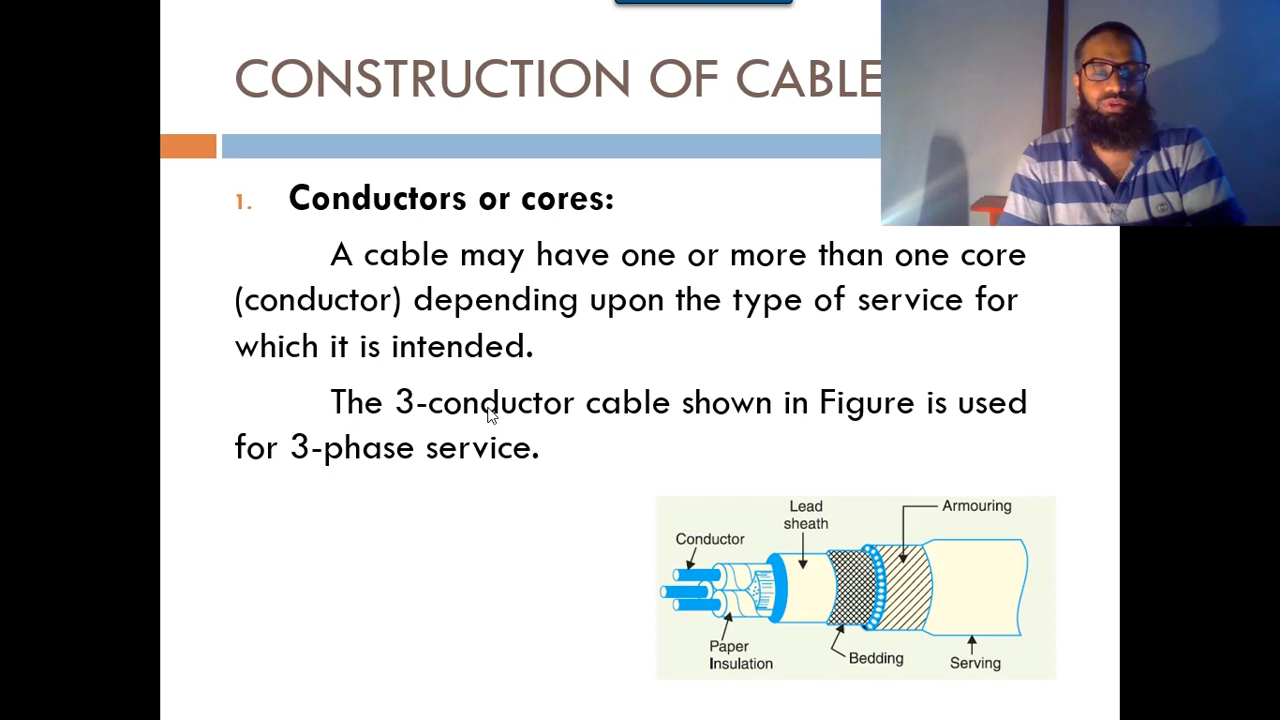 CONSTRUCTION OF CABLE
1. Conductors or cores:
A cable may have one or more than one core
(conductor) depending upon the type of service for
which it is intended.
The 3-conductor cable shown in Figure is used
for 3-phase service.
Lead
sheath
Armouring
Conductor
Paper
Insulation
Bedding
Serving